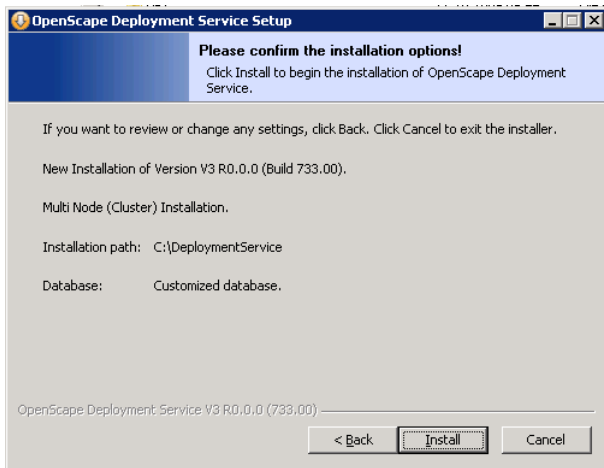 OpenScape Deployment Service Setup
Please confirm the installation options!
Click Install to begin the installation of OpenScape Deployment
Service.
If you want to review or change any settings, click Back. Click Cancel to exit the installer.
New Installation of Version V3 R0.0.0 (Build 733.00).
Multi Node (Cluster) Installation.
Installation path: C:\DeploymentService
Database: Customized database.
OpenScape Deployment Service V3 R0.0.0 (733.00)
< Back Install Cancel